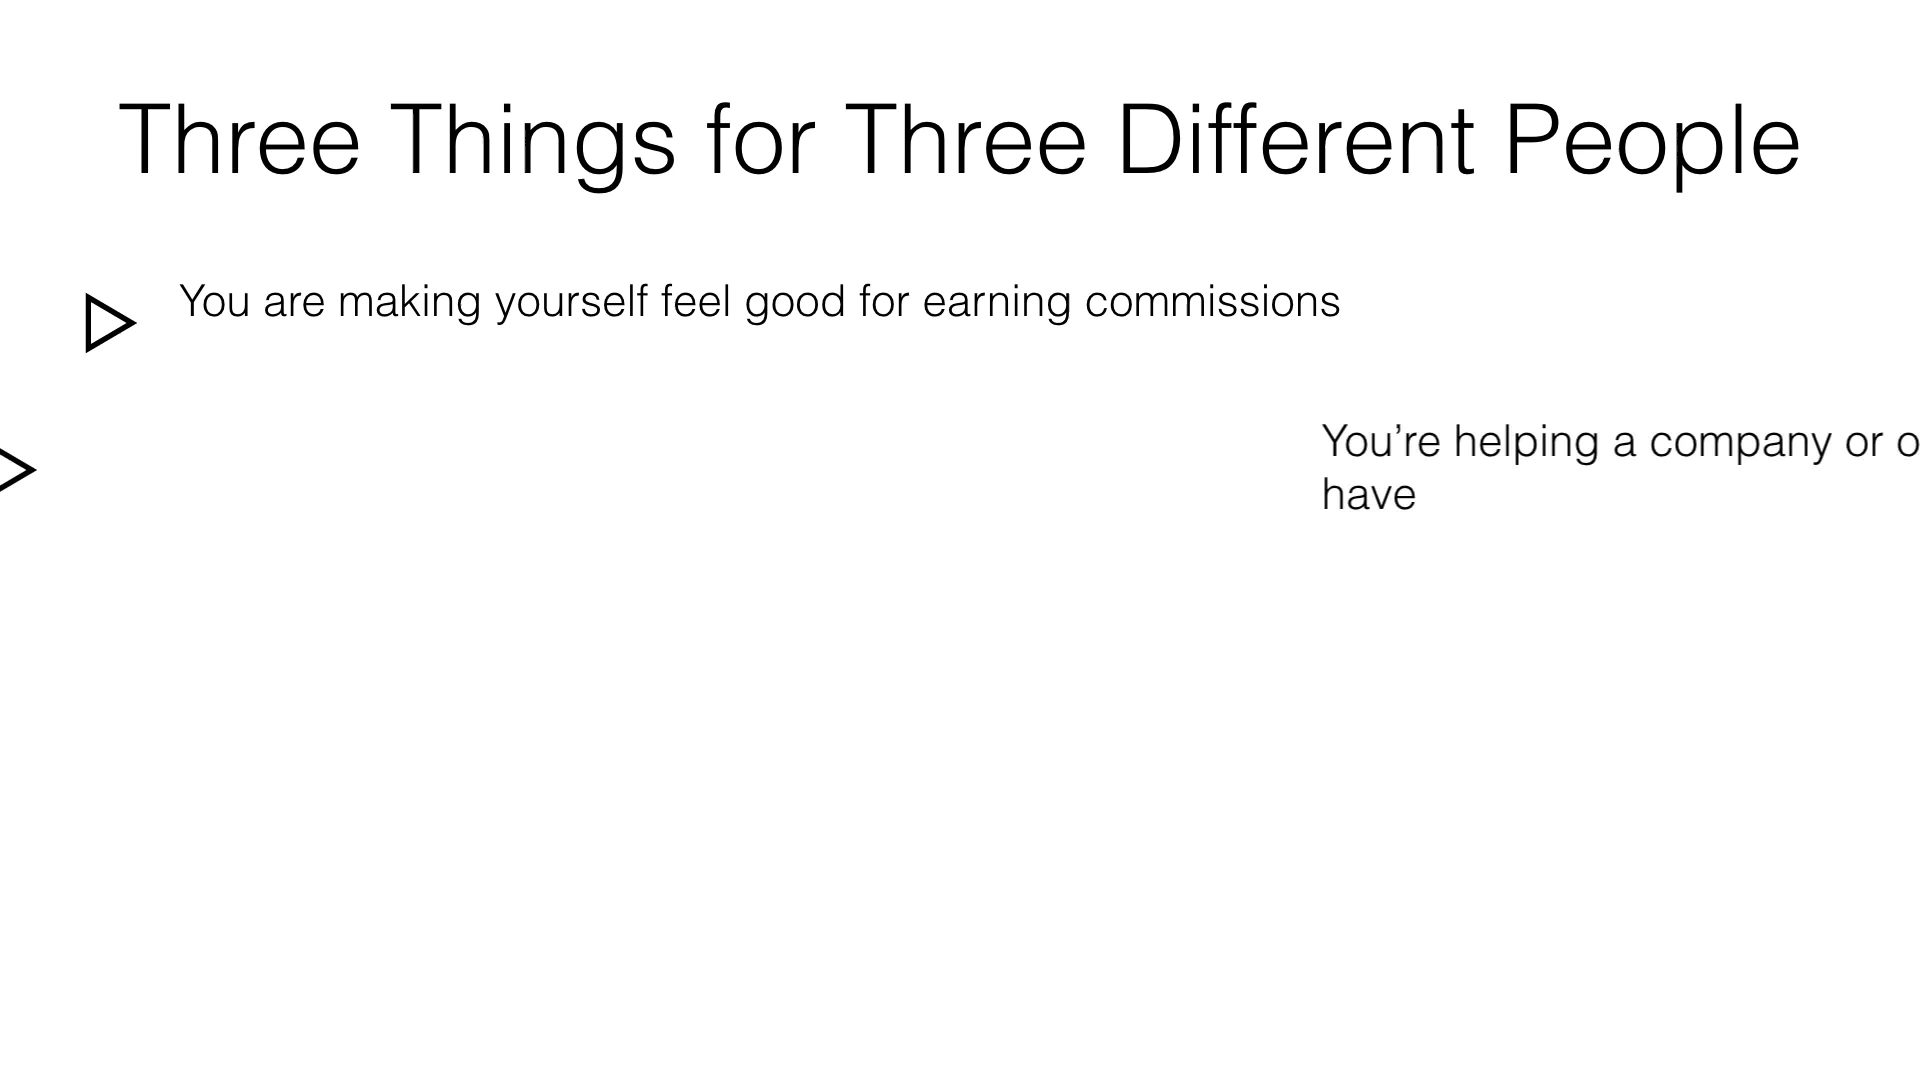 Three Things for Three Different People
You are making yourself feel good for earning commissions
You’re helping a company or
have